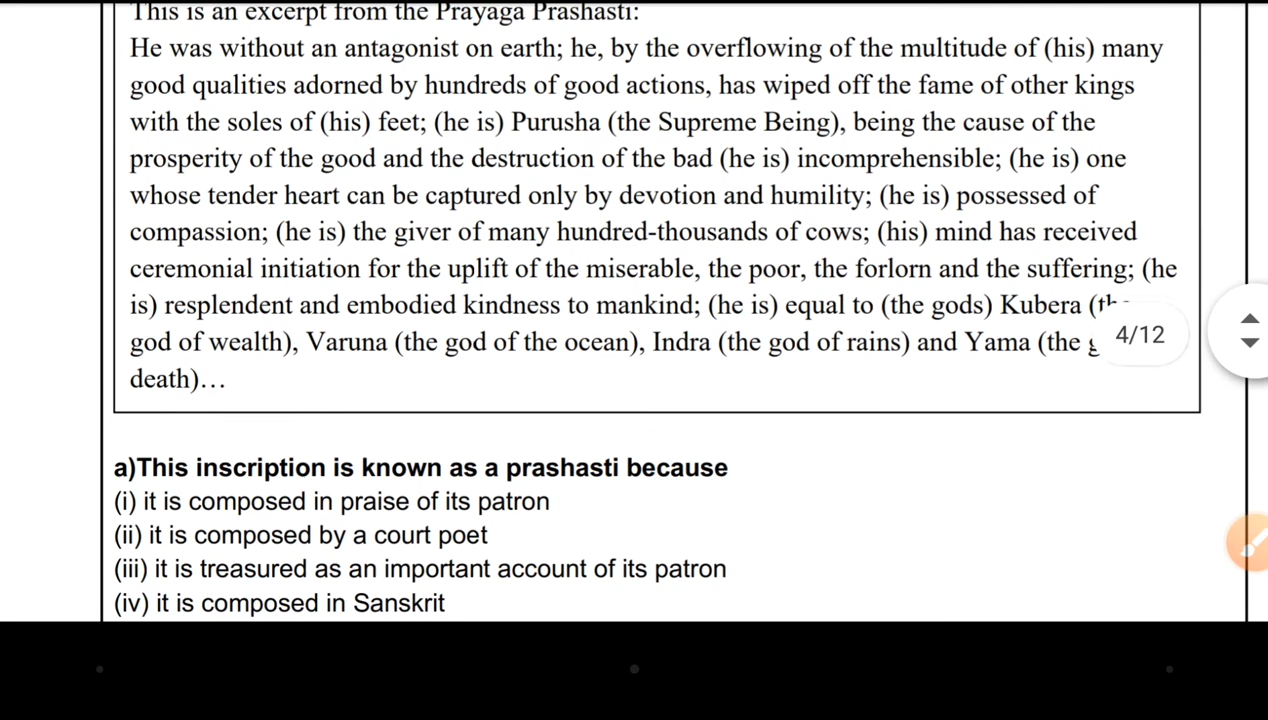 This is an excerpt from the Prayaga Prashasti:
He was without an antagonist on earth; he, by the overflowing of the multitude of (his) many
good qualities adorned by hundreds of good actions, has wiped off the fame of other kings
with the soles of (his) feet; (he is) Purusha (the Supreme Being), being the cause of the
prosperity of the good and the destruction of the bad (he is) incomprehensible; (he is) one
whose tender heart can be captured only by devotion and humility; (he is) possessed of
compassion; (he is) the giver of many hundred-thousands of cows; (his) mind has received
ceremonial initiation for the uplift of the miserable, the poor, the forlorn and the suffering; (he
is) resplendent and embodied kindness to mankind; (he is) equal to (the gods) Kubera
god of wealth), Varuna (the god of the ocean), Indra (the god of rains) and Yama (the
4/12
death)…
a)This inscription is known as a prashasti because
(i) it is composed in praise of its patron
(ii) it is composed by a court poet
(iii) it is treasured as an important account of its patron
(iv) it is composed in Sanskrit